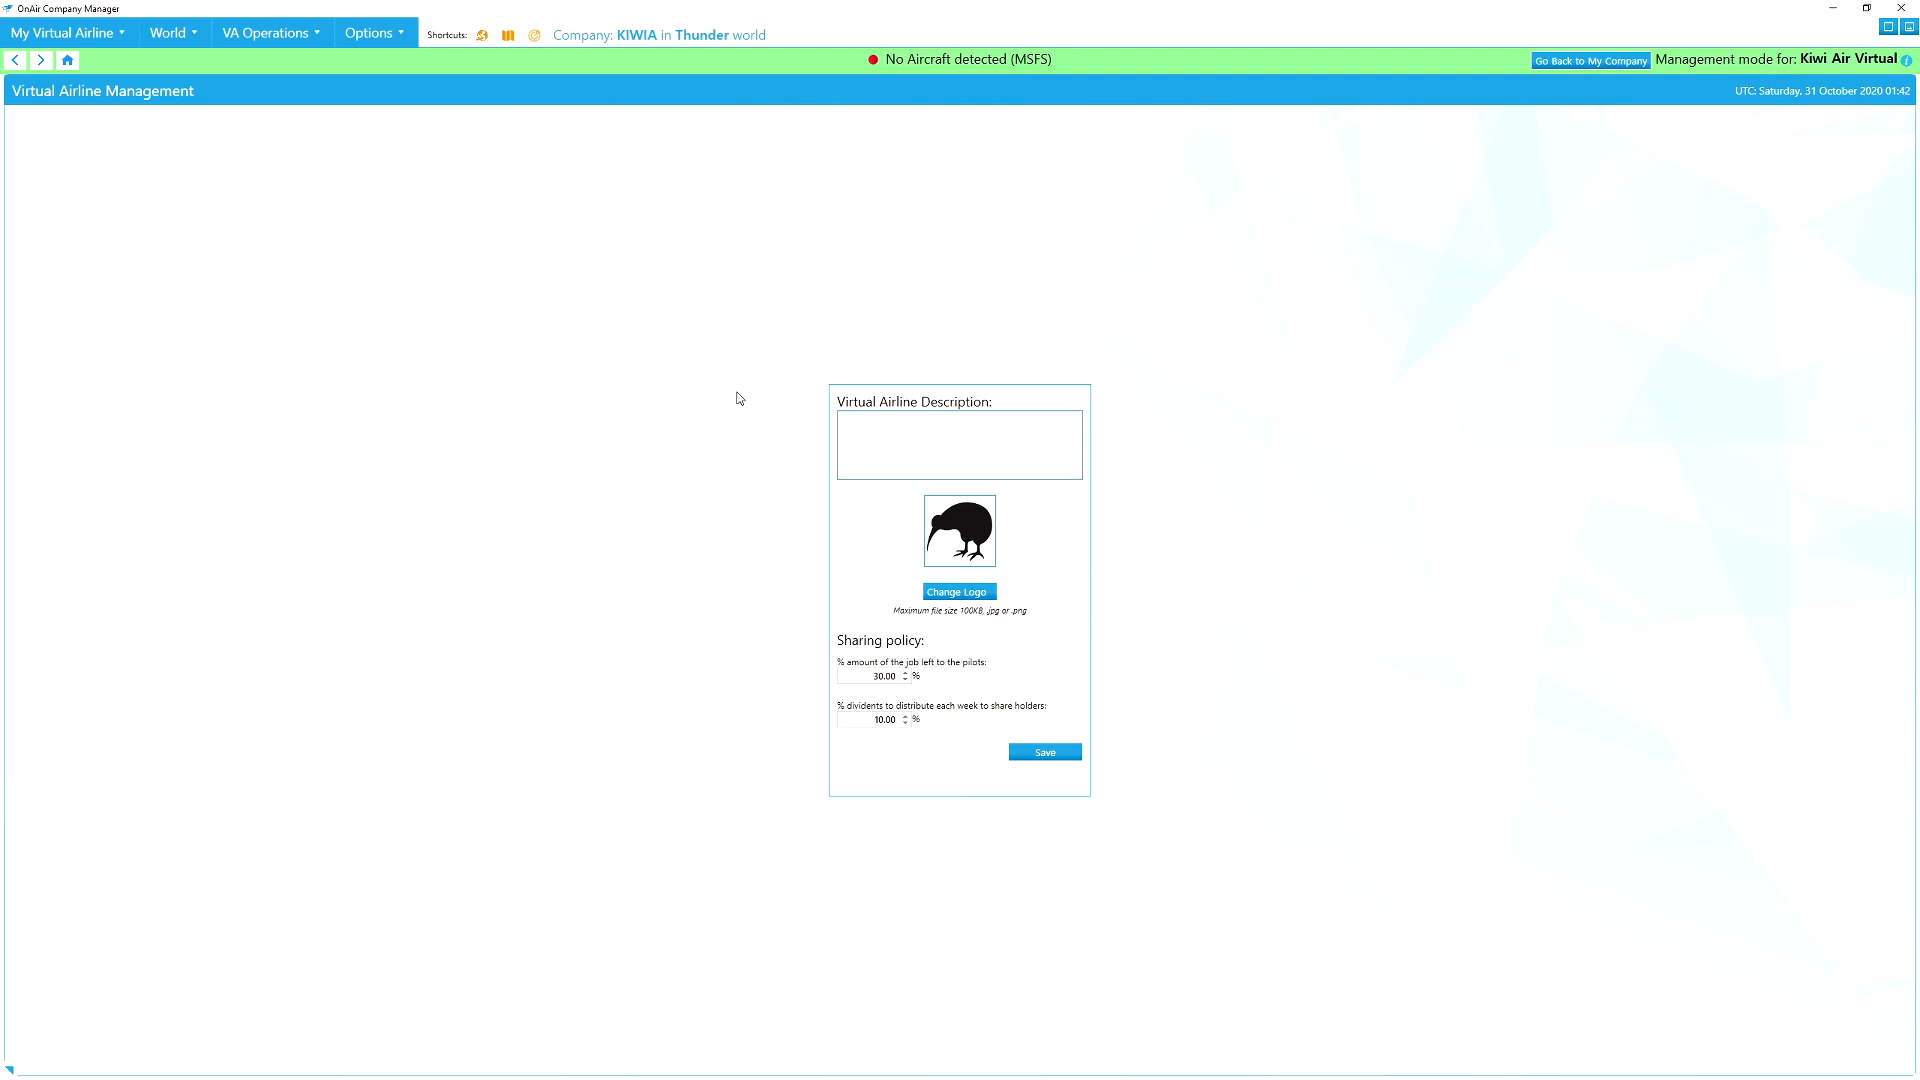 OnAir Company Manager
My Virtual Airline World VA Operations Options Shortcuts: Company: KIWIA in Thunder world
No Aircraft detected (MSFS) Go Back to My Company Management mode for: Kiwi Air Virtual
Virtual Airline Management UTC: Saturday, 31 October 2020 01:42
Virtual Airline Description:
Change Logo
Maximum file size 100KB, .jpg or .png
Sharing policy:
% amount of the job left to the pilots:
30.00 %
% dividents to distribute each week to share holders:
10.00 %
Save